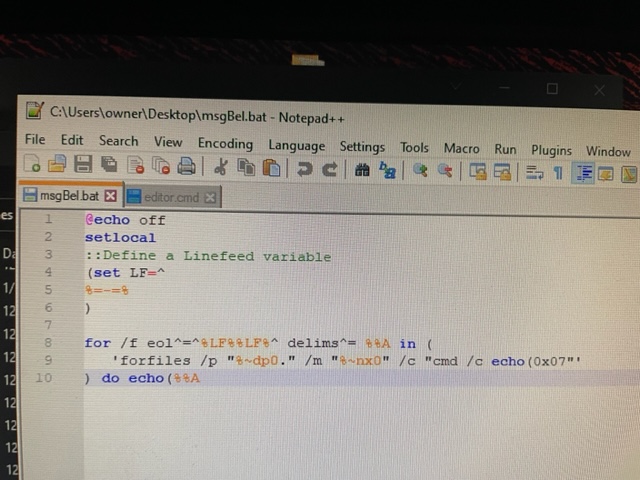 C:\Users\owner\Desktop\msgBel.bat - Notepad++
File Edit Search View Encoding Language Settings Tools Macro Run Plugins Window
msgBel.bat editor.cmd
es
1 @echo off
Da
2 setlocal
3 ::Define a Linefeed variable
1/
4 (set LF=^
5 %=-=%
12
6 )
12
7
12
8 for /f eol^=^%LF%%LF%^ delims^= %%A in (
12
9 'forfiles /p "%~dp0." /m "%~nx0" /c "cmd /c echo(0x07"'
12
10 ) do echo(%%A
12
12
12